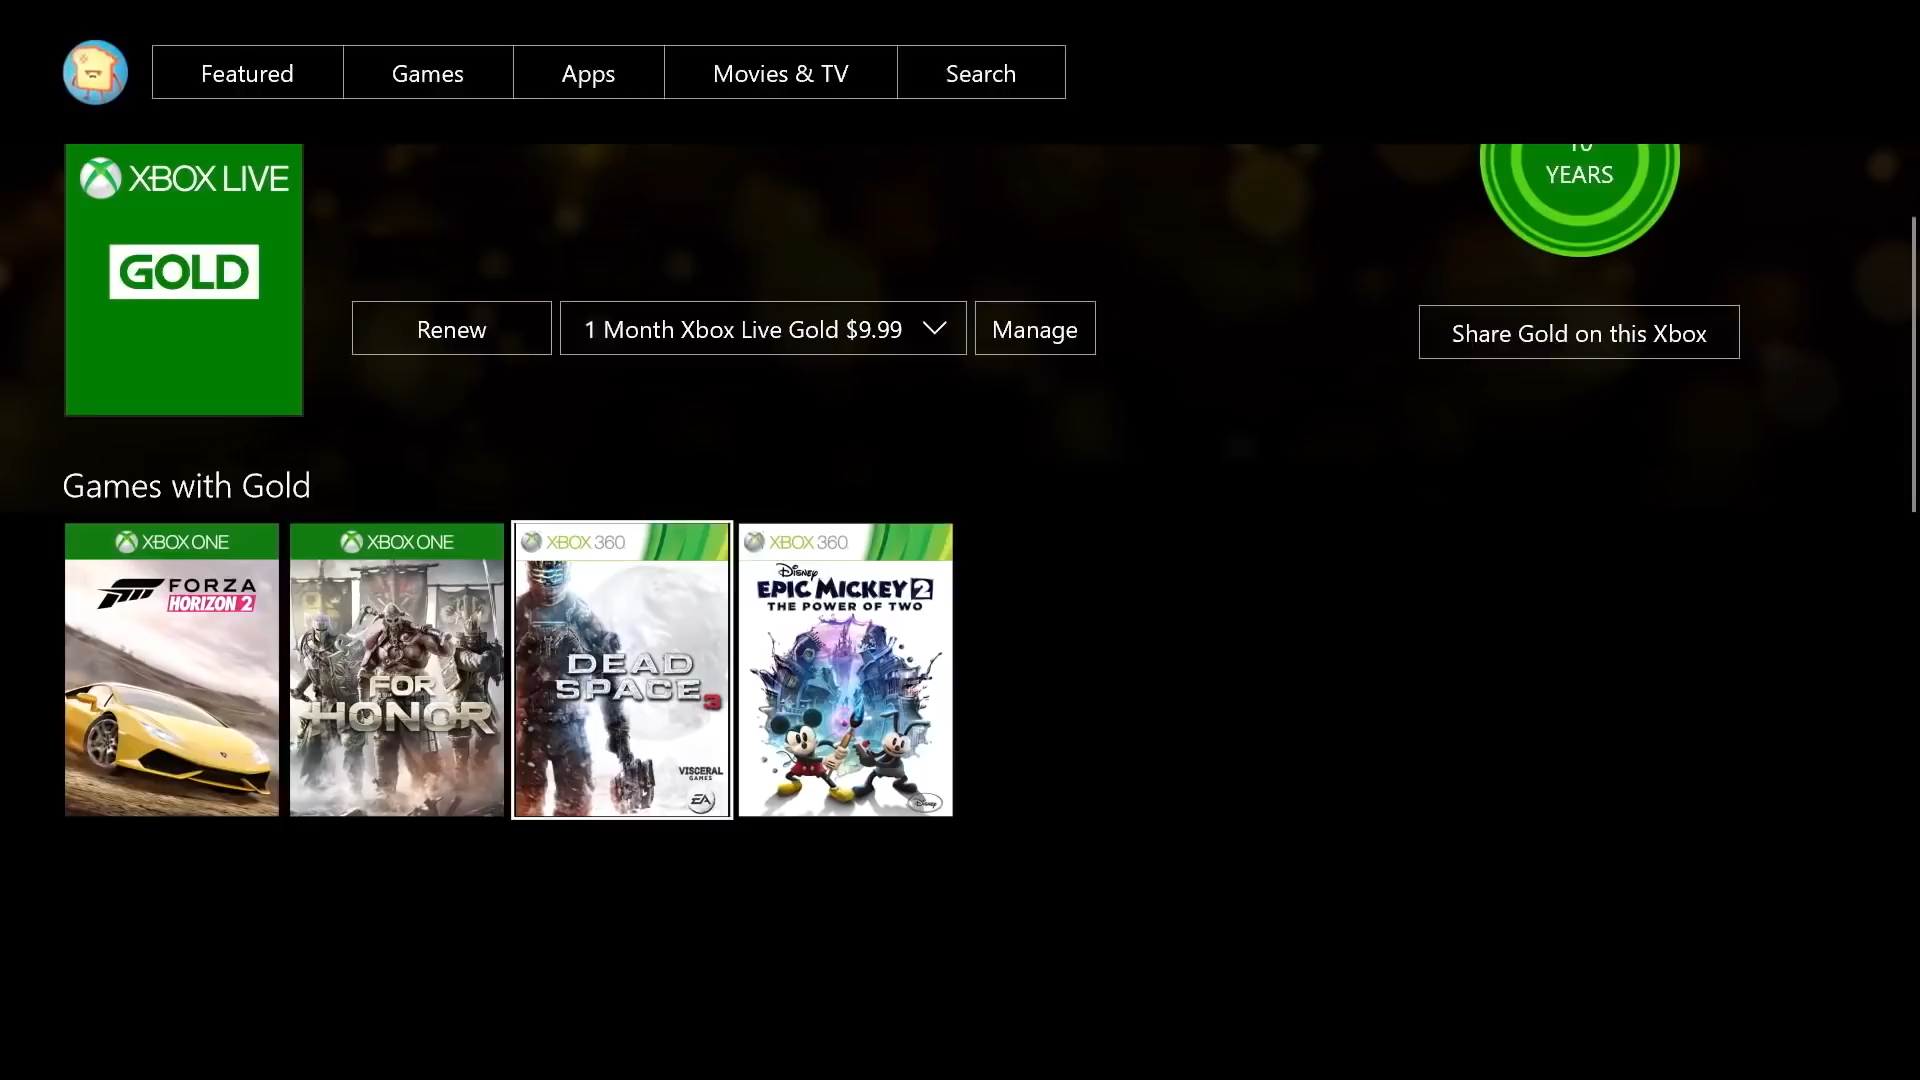 Featured
Games
Apps
Movies & TV
Search
XBOX LIVE
GOLD
10
YEARS
Renew
1 Month Xbox Live Gold $9.99
Manage
Share Gold on this Xbox
Games with Gold
XBOX ONE
FORZA
HORIZON 2
XBOX ONE
FOR
HONOR
XBOX 360
DEAD
SPACE 3
VISCERAL
GAMES
EA
XBOX 360
Disney
EPIC MICKEY 2
THE POWER OF TWO
Disney